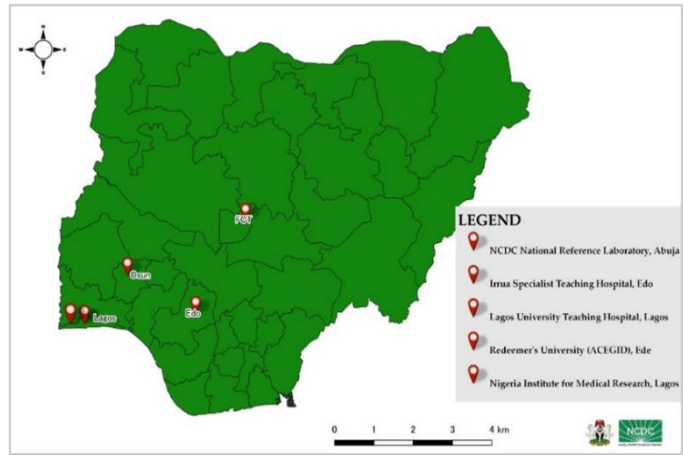 N
W
E
S
FCT
Osun
Edo
Lagos
LEGEND
NCDC National Reference Laboratory, Abuja
Irrua Specialist Teaching Hospital, Edo
Lagos University Teaching Hospital, Lagos
Redeemer's University (ACEGID), Ede
Nigeria Institute for Medical Research, Lagos
0 1 2 3 4 km
NCDC